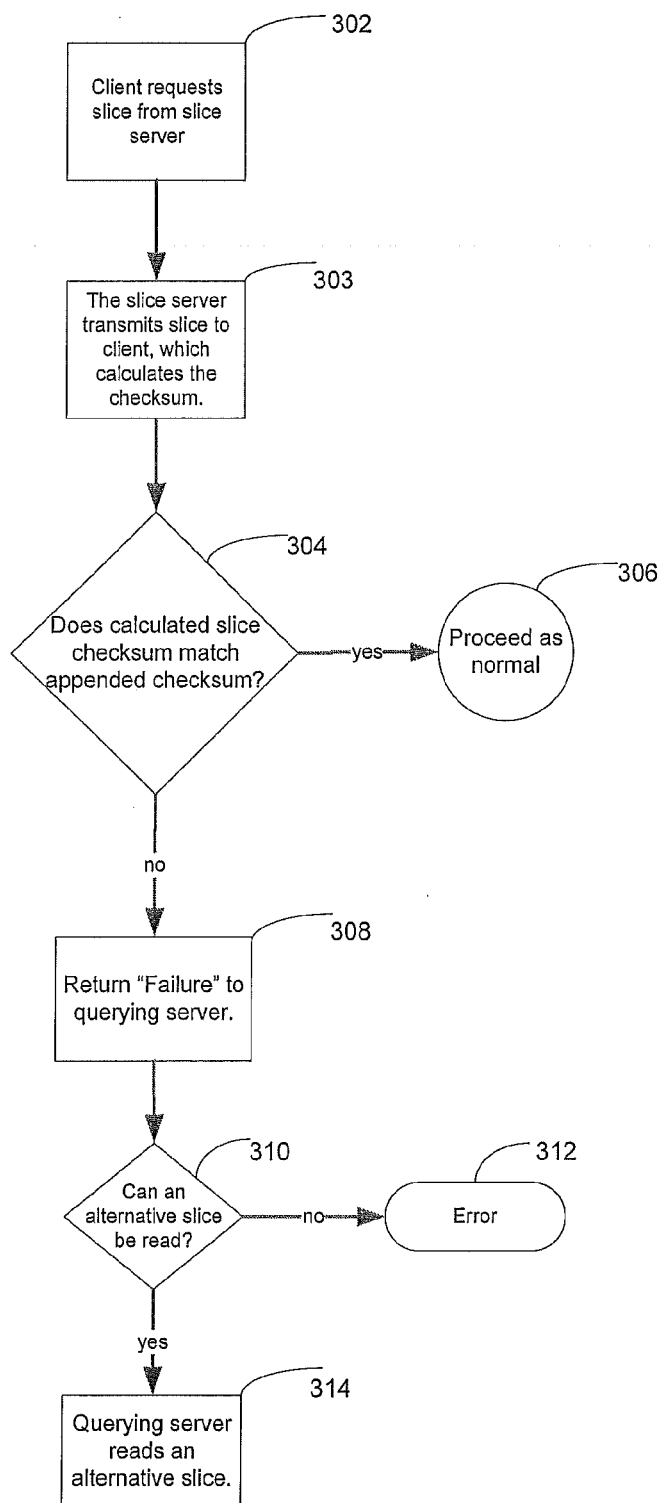 302
Client requests
slice from slice
server
303
The slice server
transmits slice to
client, which
calculates the
checksum.
304
Does calculated slice
checksum match
appended checksum?
yes
306
Proceed as
normal
no
308
Return “Failure” to
querying server.
310
Can an
alternative slice
be read?
no
312
Error
yes
314
Querying server
reads an
alternative slice.